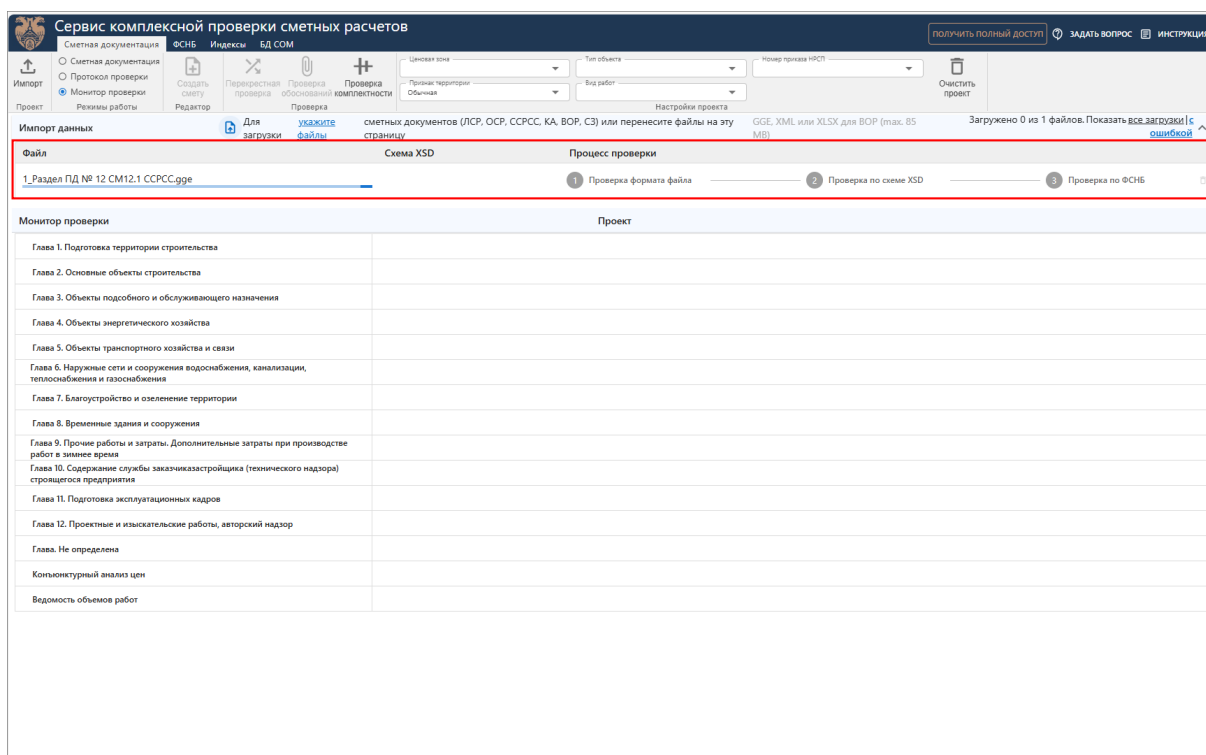 Сервис комплексной проверки сметных расчетов
ПОЛУЧИТЬ ПОЛНЫЙ ДОСТУП ЗАДАТЬ ВОПРОС ИНСТРУКЦИЯ
Сметная документация ФСНБ Индексы БД СОМ
Импорт
Сметная документация
Протокол проверки
Монитор проверки
Создать смету
Перекрестная проверка
Проверка обоснований
Проверка комплектности
Ценовая зона
Тип объекта
Номер приказа НРСП
Признак территории
Обычная
Вид работ
Очистить проект
Проект Режимы работы Редактор Проверка Настройки проекта
Импорт данных
Для загрузки укажите файлы сметных документов (ЛСР, ОСР, ССРСС, КА, ВОР, СЗ) или перенесите файлы на эту страницу
GGE, XML или XLSX для ВОР (max. 85 MB)
Загружено 0 из 1 файлов. Показать все загрузки|с ошибкой
Файл Схема XSD Процесс проверки
1_Раздел ПД № 12 СМ12.1 ССРСС.gge 1 Проверка формата файла 2 Проверка по схеме XSD 3 Проверка по ФСНБ
Монитор проверки Проект
Глава 1. Подготовка территории строительства
Глава 2. Основные объекты строительства
Глава 3. Объекты подсобного и обслуживающего назначения
Глава 4. Объекты энергетического хозяйства
Глава 5. Объекты транспортного хозяйства и связи
Глава 6. Наружные сети и сооружения водоснабжения, канализации,
теплоснабжения и газоснабжения
Глава 7. Благоустройство и озеленение территории
Глава 8. Временные здания и сооружения
Глава 9. Прочие работы и затраты. Дополнительные затраты при производстве
работ в зимнее время
Глава 10. Содержание службы заказчиказастройщика (технического надзора)
строящегося предприятия
Глава 11. Подготовка эксплуатационных кадров
Глава 12. Проектные и изыскательские работы, авторский надзор
Глава. Не определена
Конъюнктурный анализ цен
Ведомость объемов работ